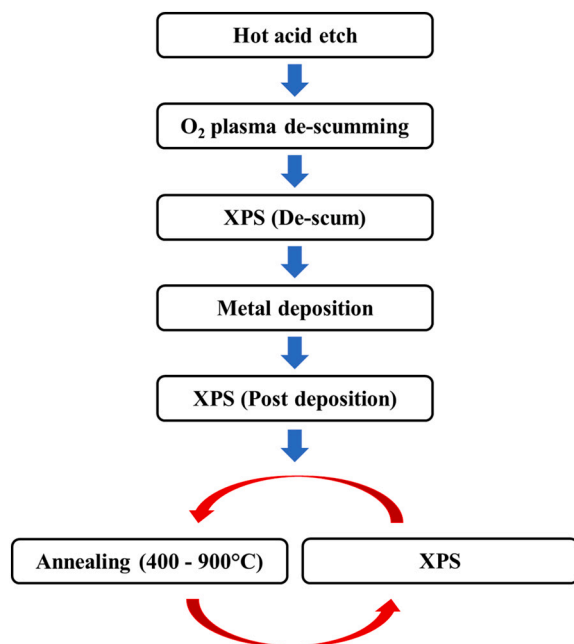 Hot acid etch
O₂ plasma de-scumming
XPS (De-scum)
Metal deposition
XPS (Post deposition)
Annealing (400 - 900°C)
XPS